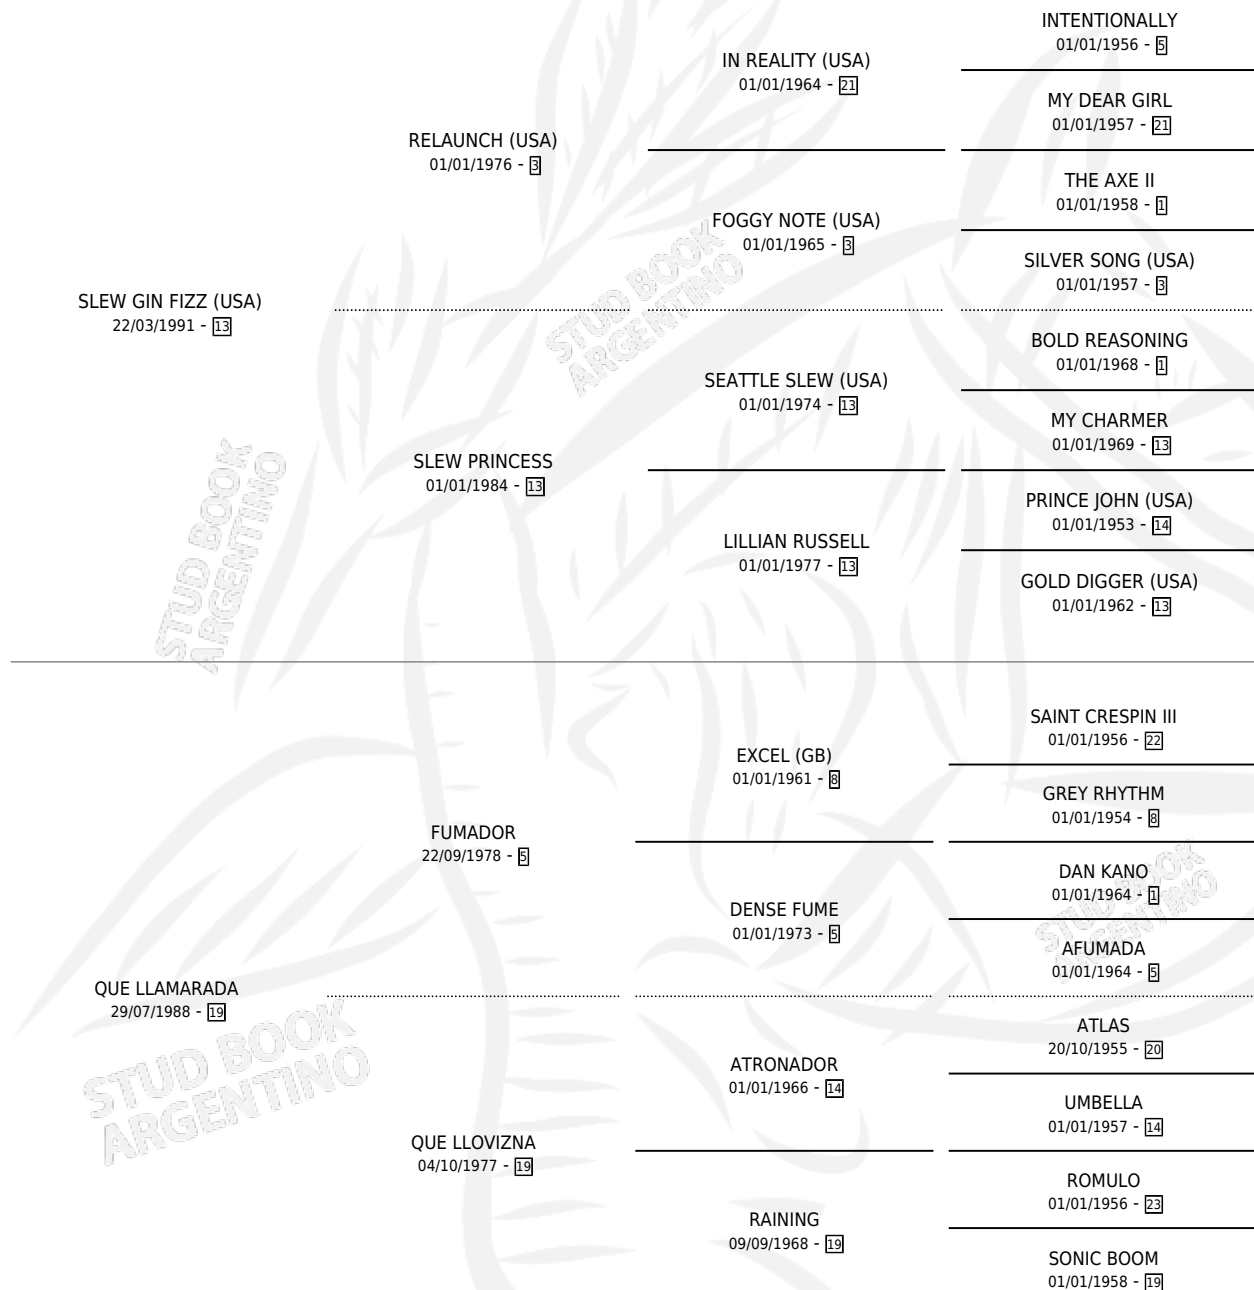 INTENTIONALLY
01/01/1956 - 5
IN REALITY (USA)
01/01/1964 - 21
MY DEAR GIRL
01/01/1957 - 21
RELAUNCH (USA)
01/01/1976 - 3
THE AXE II
01/01/1958 - 1
FOGGY NOTE (USA)
01/01/1965 - 3
SILVER SONG (USA)
01/01/1957 - 3
SLEW GIN FIZZ (USA)
22/03/1991 - 13
BOLD REASONING
01/01/1968 - 1
SEATTLE SLEW (USA)
01/01/1974 - 13
MY CHARMER
01/01/1969 - 13
SLEW PRINCESS
01/01/1984 - 13
PRINCE JOHN (USA)
01/01/1953 - 14
LILLIAN RUSSELL
01/01/1977 - 13
GOLD DIGGER (USA)
01/01/1962 - 13
SAINT CRESPIN III
01/01/1956 - 22
EXCEL (GB)
01/01/1961 - 8
GREY RHYTHM
01/01/1954 - 8
FUMADOR
22/09/1978 - 5
DAN KANO
01/01/1964 - 1
DENSE FUME
01/01/1973 - 5
AFUMADA
01/01/1964 - 5
QUE LLAMARADA
29/07/1988 - 19
ATLAS
20/10/1955 - 20
ATRONADOR
01/01/1966 - 14
UMBELLA
01/01/1957 - 14
QUE LLOVIZNA
04/10/1977 - 19
ROMULO
01/01/1956 - 23
RAINING
09/09/1968 - 19
SONIC BOOM
01/01/1958 - 19
STUD BOOK
ARGENTINO
STUD BOOK
ARGENTINO
STUD BOOK
ARGENTINO
STUD BOOK
ARGENTINO